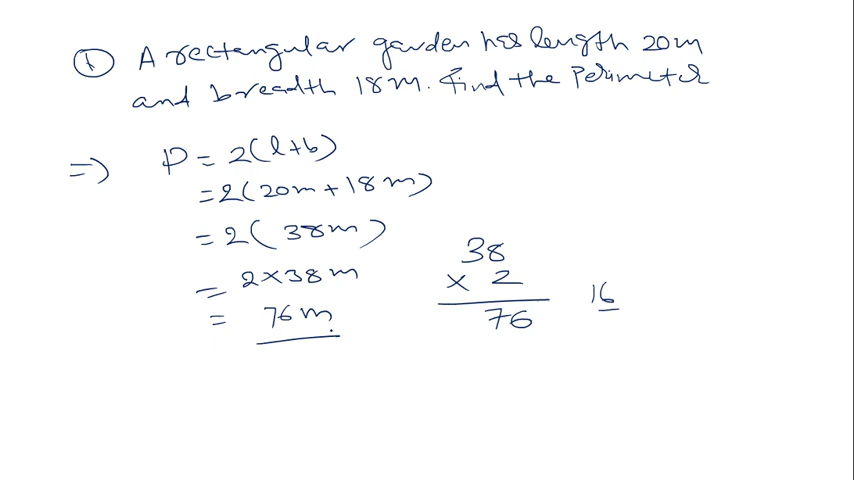 ① A rectangular garden has length 20m
and breadth 18m. Find the Perimeter
=> P = 2(l+b)
= 2(20m + 18m)
= 2( 38m )
= 2 × 38m
= 76m
38
× 2
76
16